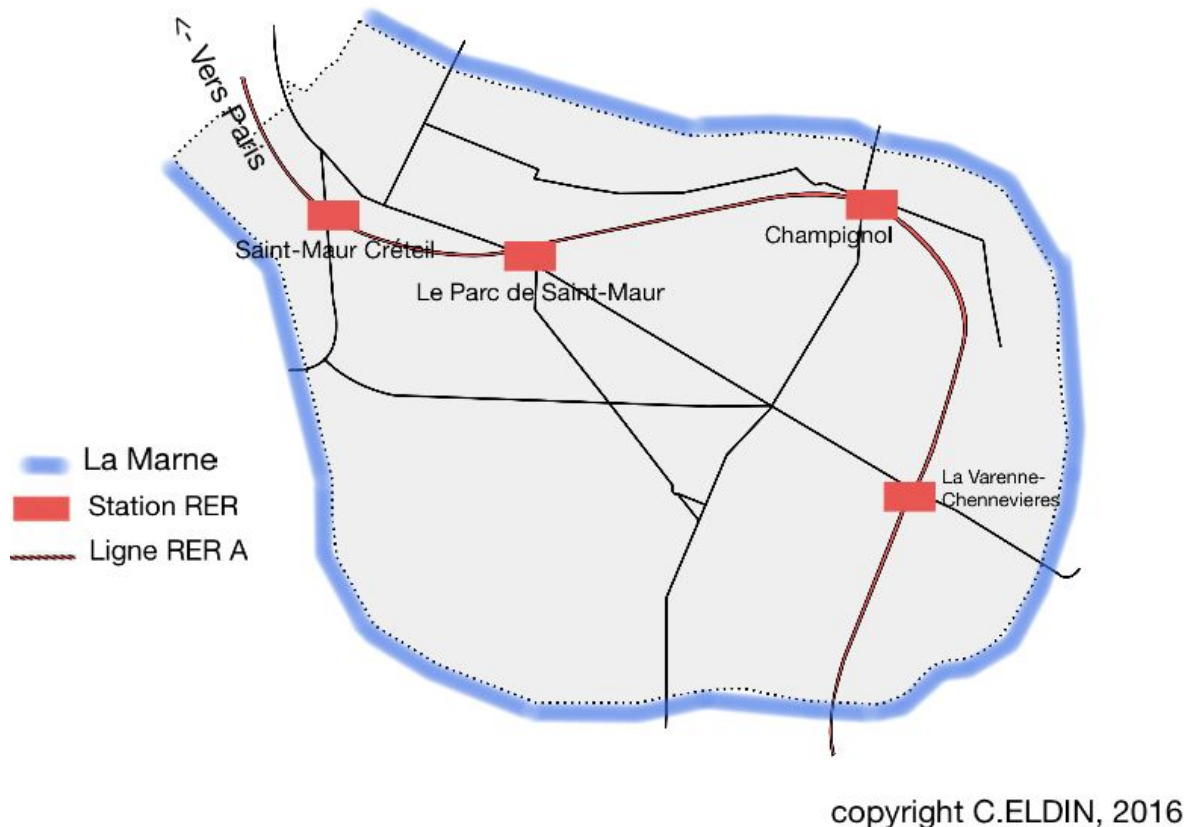 <- Vers Paris
Saint-Maur Créteil
Le Parc de Saint-Maur
Champignol
La Varenne-
Chennevieres
La Marne
Station RER
Ligne RER A
copyright C.ELDIN, 2016